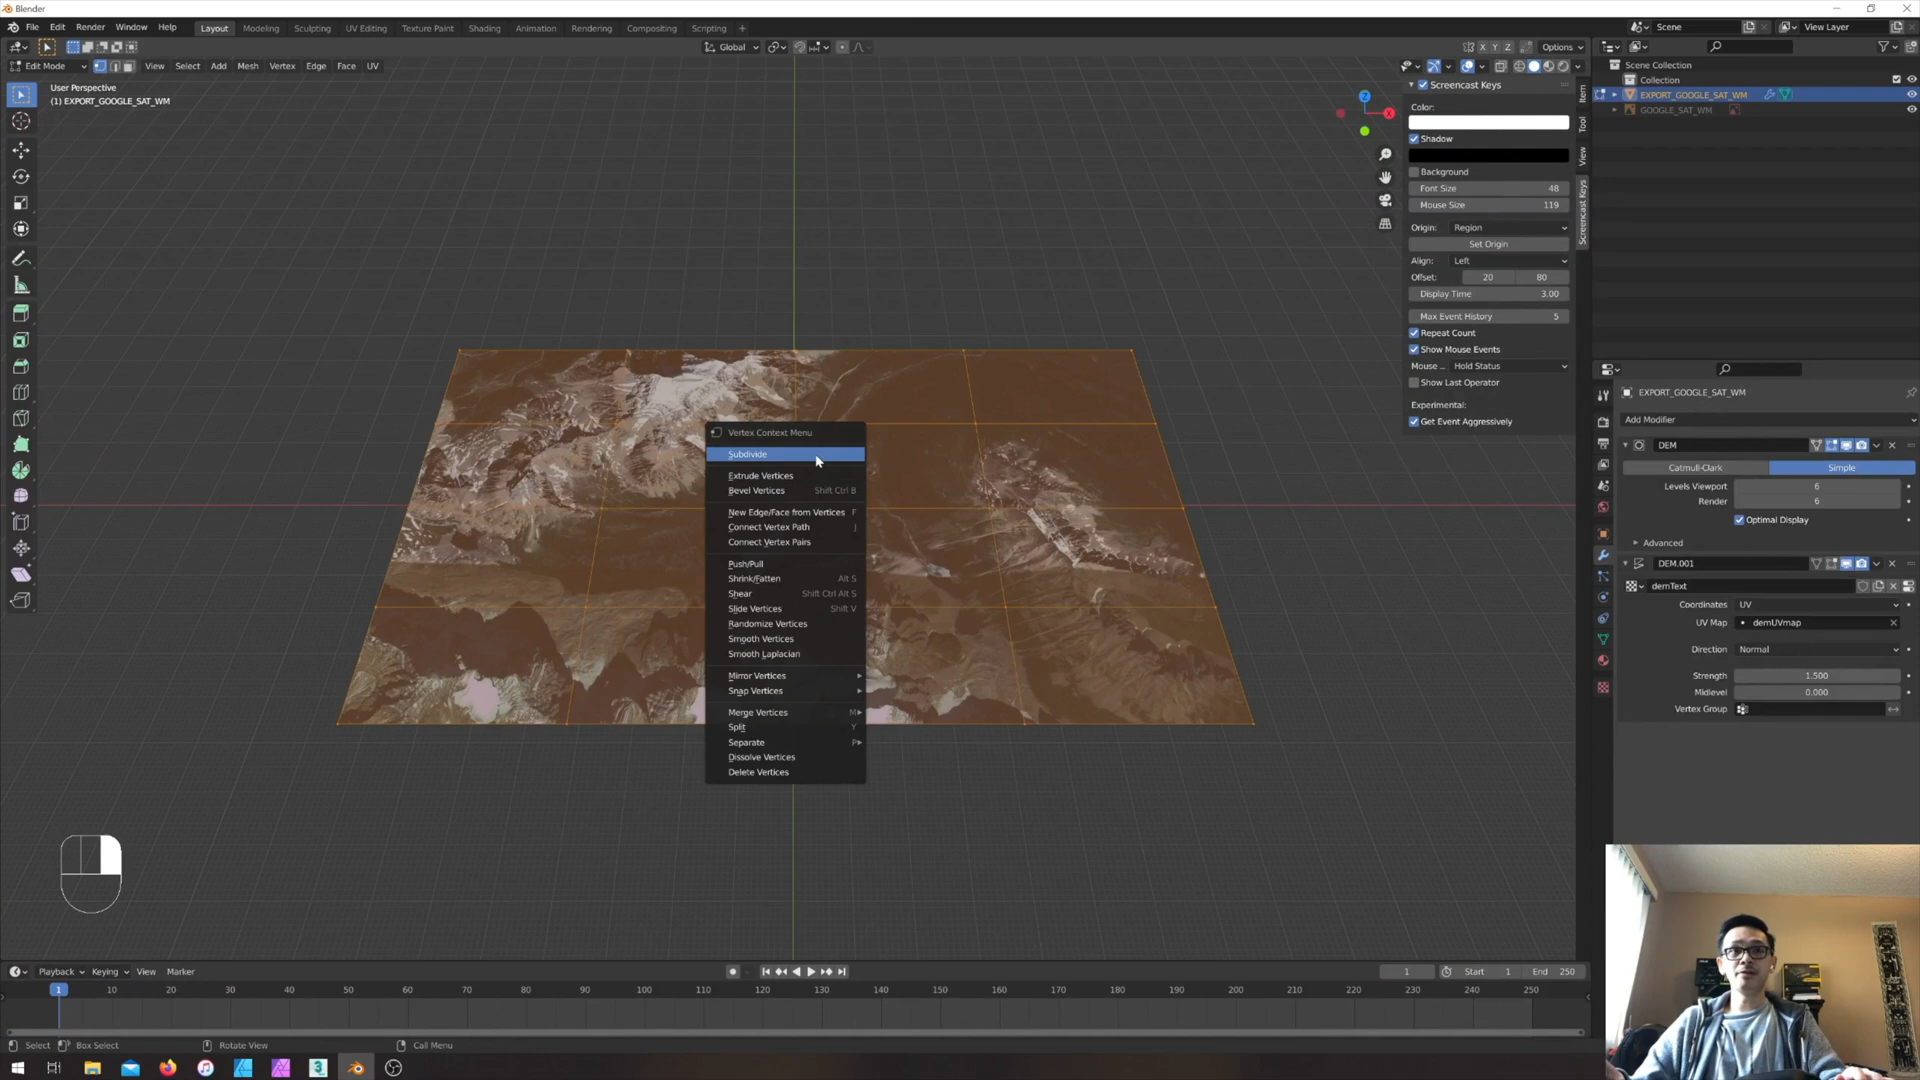 Blender
File Edit Render Window Help
Layout Modeling Sculpting UV Editing Texture Paint Shading Animation Rendering Compositing Scripting +
Scene
View Layer
Global
X Y Z
Options
Edit Mode
View Select Add Mesh Vertex Edge Face UV
User Perspective
(1) EXPORT_GOOGLE_SAT_WM
Z
X
Screencast Keys
Color:
Shadow
Background
Font Size 48
Mouse Size 119
Origin: Region
Set Origin
Align: Left
Offset: 20 80
Display Time 3.00
Max Event History 5
Repeat Count
Show Mouse Events
Mouse ... Hold Status
Show Last Operator
Experimental:
Get Event Aggressively
Item
Tool
View
Screencast Keys
Scene Collection
Collection
EXPORT_GOOGLE_SAT_WM
GOOGLE_SAT_WM
EXPORT_GOOGLE_SAT_WM
Add Modifier
DEM
Catmull-Clark Simple
Levels Viewport 6
Render 6
Optimal Display
Advanced
DEM.001
demText
Coordinates UV
UV Map demUVmap
Direction Normal
Strength 1.500
Midlevel 0.000
Vertex Group
Vertex Context Menu
Subdivide
Extrude Vertices
Bevel Vertices Shift Ctrl B
New Edge/Face from Vertices F
Connect Vertex Path J
Connect Vertex Pairs
Push/Pull
Shrink/Fatten Alt S
Shear Shift Ctrl Alt S
Slide Vertices Shift V
Randomize Vertices
Smooth Vertices
Smooth Laplacian
Mirror Vertices
Snap Vertices
Merge Vertices M
Split Y
Separate P
Dissolve Vertices
Delete Vertices
Playback Keying View Marker
1 Start 1 End 250
1 10 20 30 40 50 60 70 80 90 100 110 120 130 140 150 160 170 180 190 200 210 220 230 240 250
Select Box Select Rotate View Call Menu